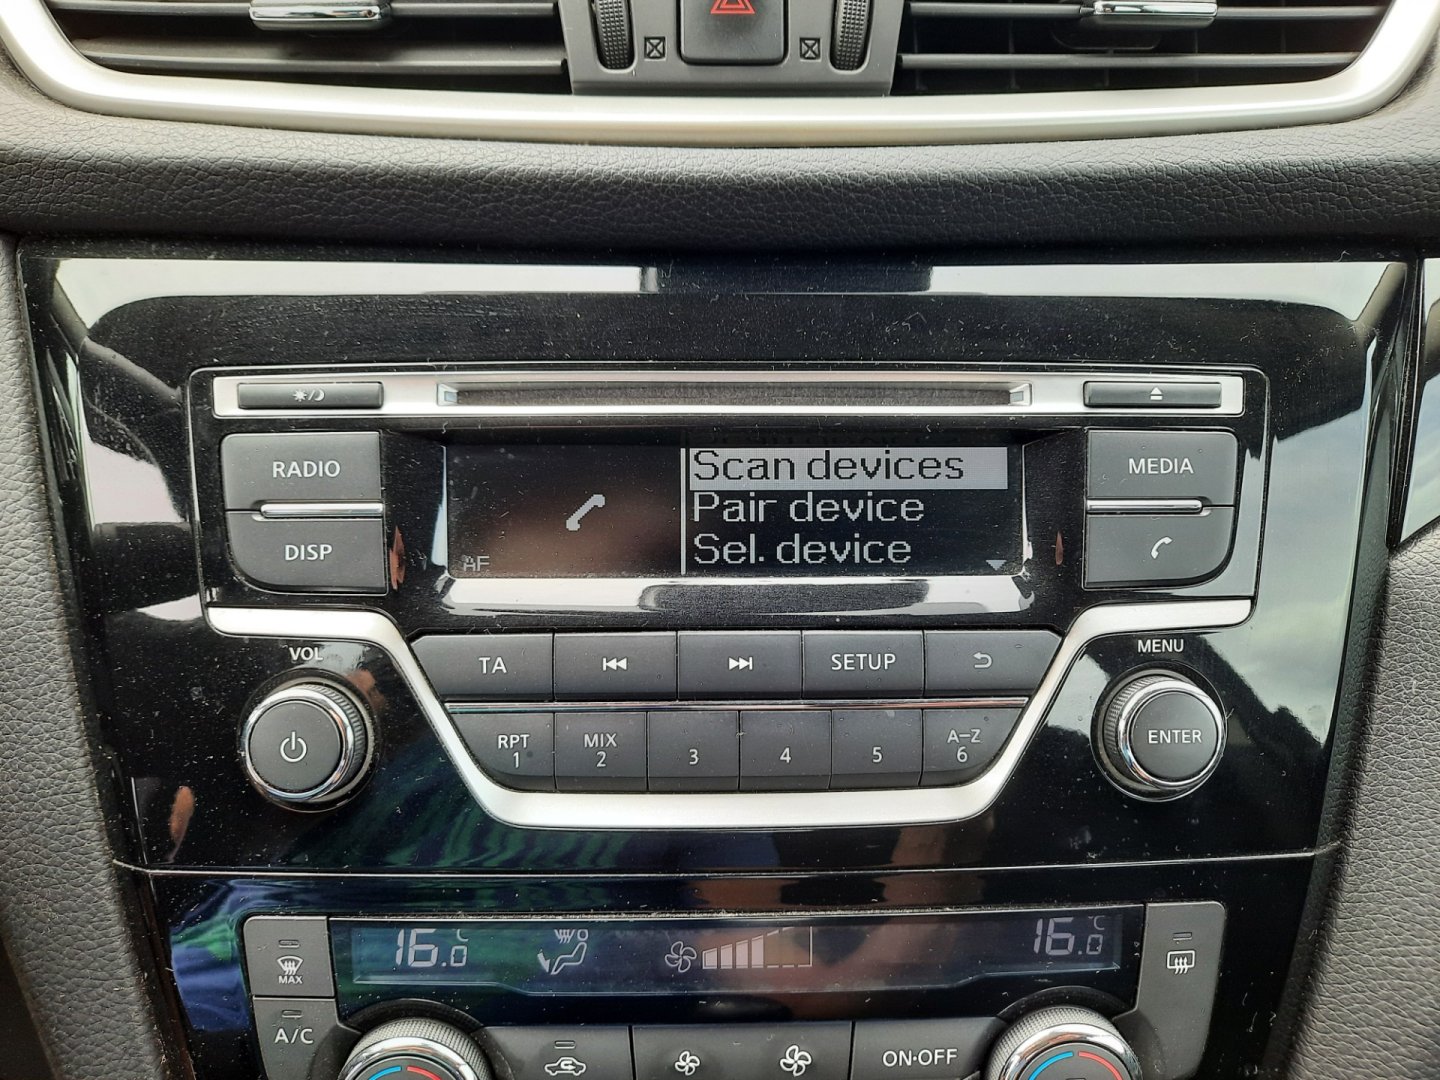 RADIO
DISP
Scan devices
Pair device
Sel. device
AF
MEDIA
VOL
MENU
TA
SETUP
RPT
1
MIX
2
3
4
5
A-Z
6
ENTER
16.0 °C
16.0 °C
MAX
A/C
ON·OFF